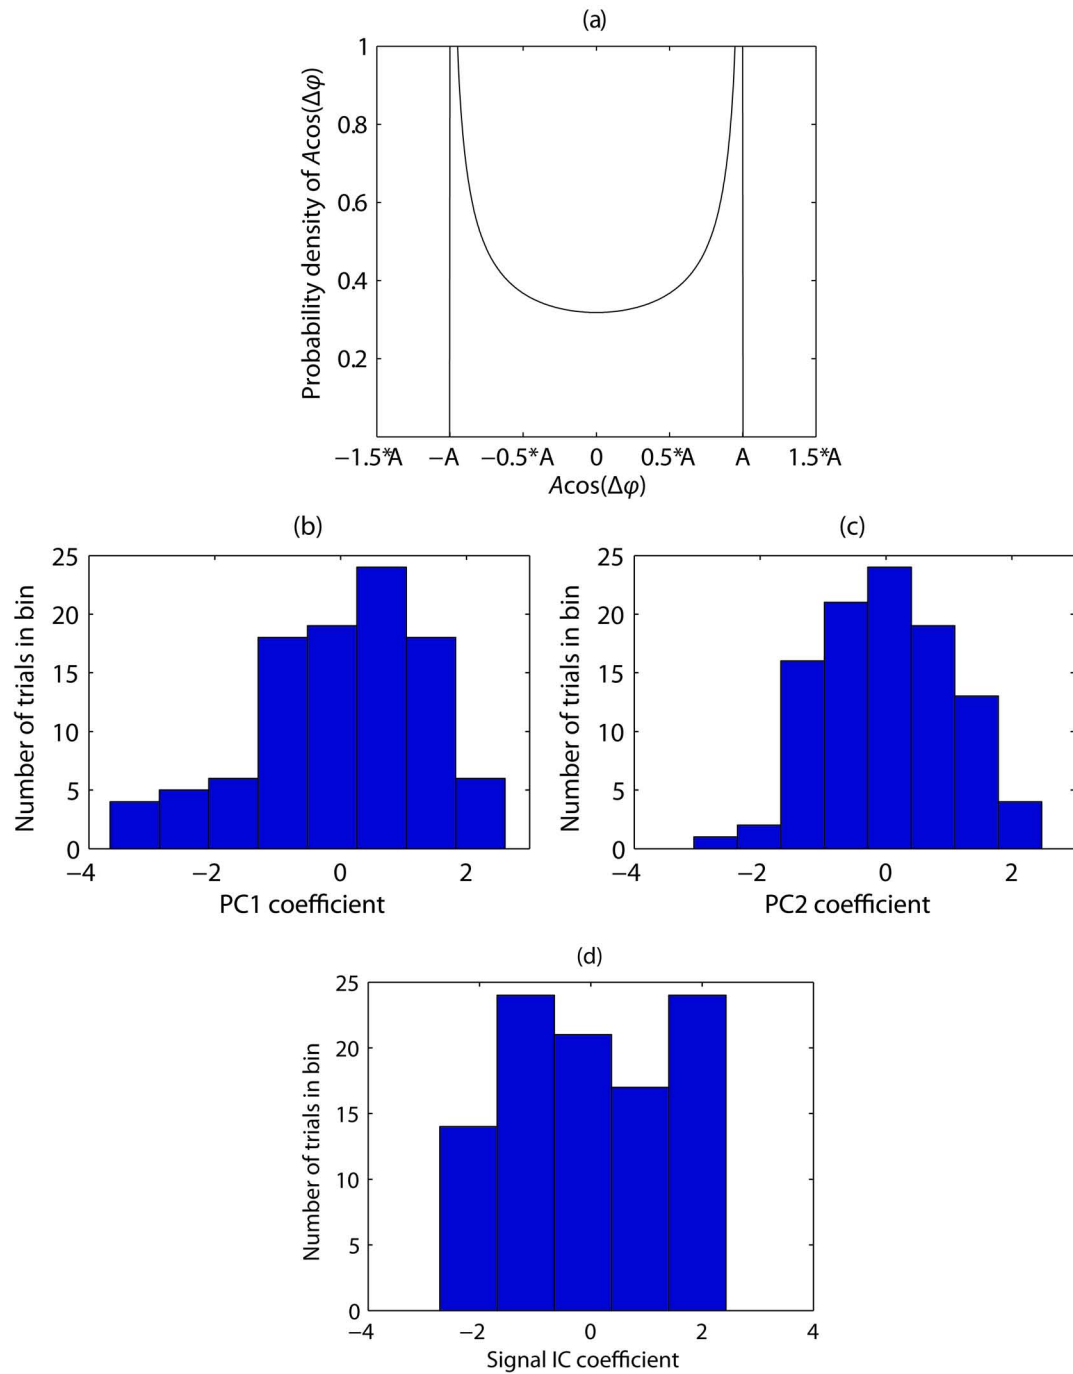 (a)
Probability density of Acos(Δφ)
1
0.8
0.6
0.4
0.2
−1.5*A −A −0.5*A 0 0.5*A A 1.5*A
Acos(Δφ)
(b)
Number of trials in bin
25
20
15
10
5
0
−4 −2 0 2
PC1 coefficient
(c)
Number of trials in bin
25
20
15
10
5
0
−4 −2 0 2
PC2 coefficient
(d)
Number of trials in bin
25
20
15
10
5
0
−4 −2 0 2 4
Signal IC coefficient